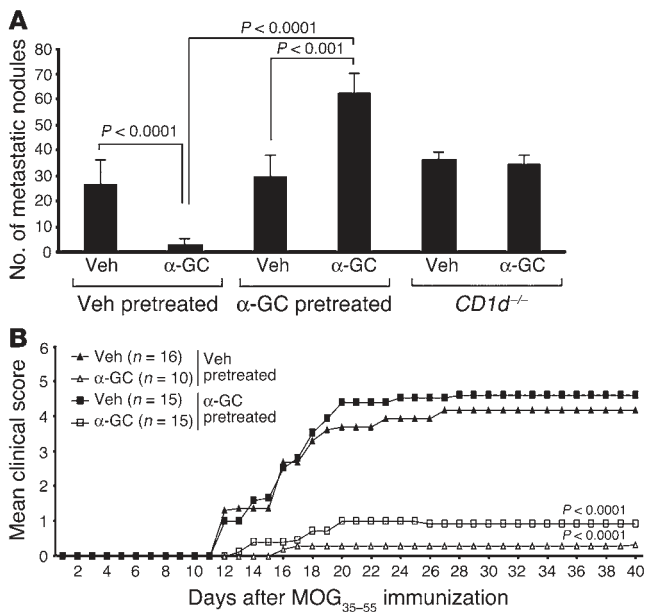 A
P < 0.0001
P < 0.001
P < 0.0001
No. of metastatic nodules
80
70
60
50
40
30
20
10
0
Veh α-GC Veh α-GC Veh α-GC
Veh pretreated α-GC pretreated CD1d–/–
B
Mean clinical score
6
5
4
3
2
1
0
Veh (n = 16)
α-GC (n = 10)
Veh pretreated
Veh (n = 15)
α-GC (n = 15)
α-GC pretreated
P < 0.0001
P < 0.0001
2 4 6 8 10 12 14 16 18 20 22 24 26 28 30 32 34 36 38 40
Days after MOG35–55 immunization